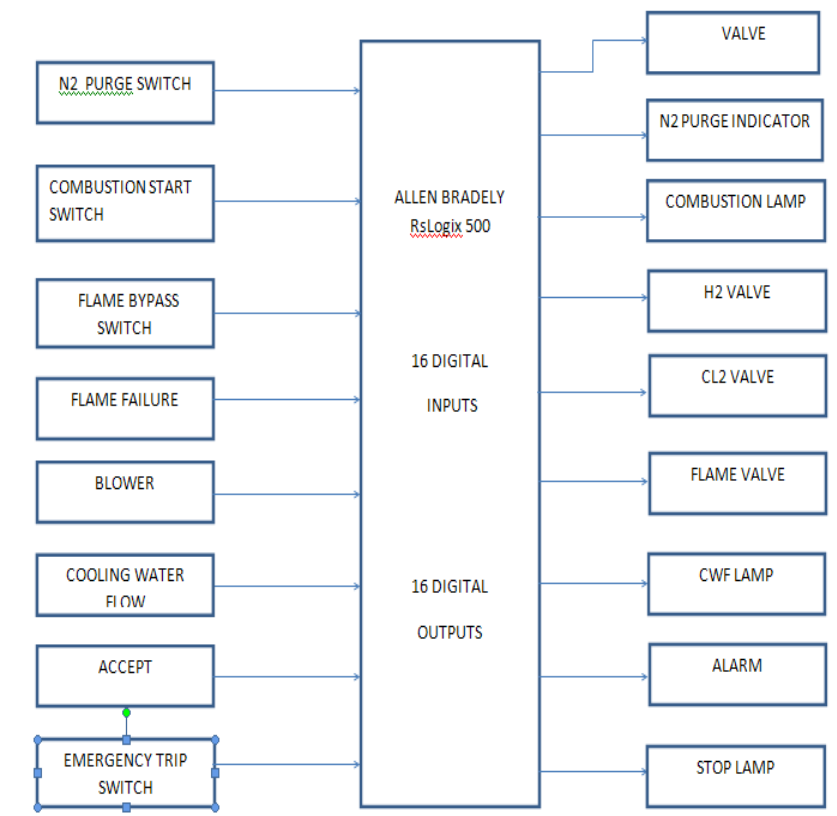 N2 PURGE SWITCH
COMBUSTION START
SWITCH
FLAME BYPASS
SWITCH
FLAME FAILURE
BLOWER
COOLING WATER
FLOW
ACCEPT
EMERGENCY TRIP
SWITCH
ALLEN BRADELY
RsLogix 500
16 DIGITAL
INPUTS
16 DIGITAL
OUTPUTS
VALVE
N2 PURGE INDICATOR
COMBUSTION LAMP
H2 VALVE
CL2 VALVE
FLAME VALVE
CWF LAMP
ALARM
STOP LAMP